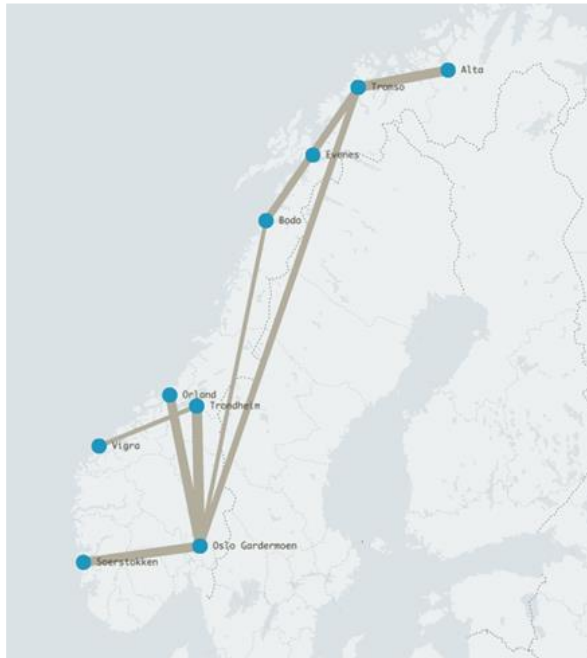 Alta
Tromso
Evenes
Bodo
Orland
Trondheim
Vigra
Oslo Gardermoen
Soerstokken